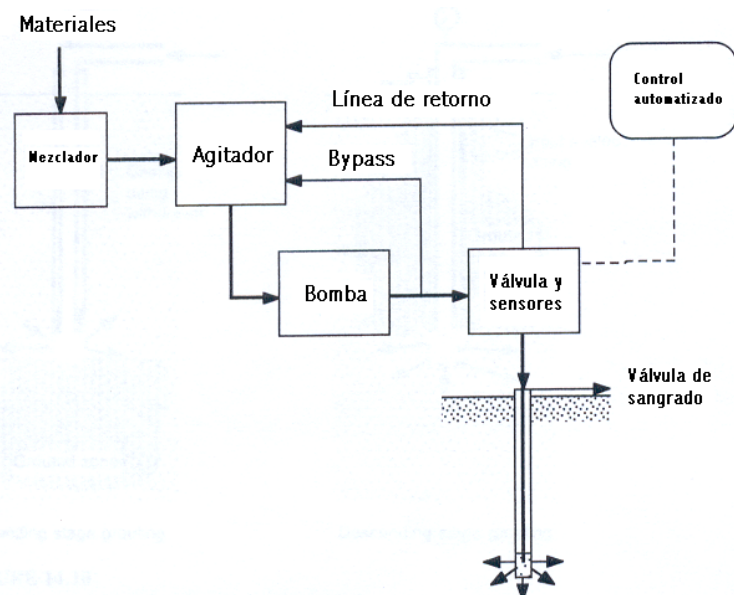 Materiales
Mezclador
Agitador
Línea de retorno
Bypass
Control
automatizado
Bomba
Válvula y
sensores
Válvula de
sangrado